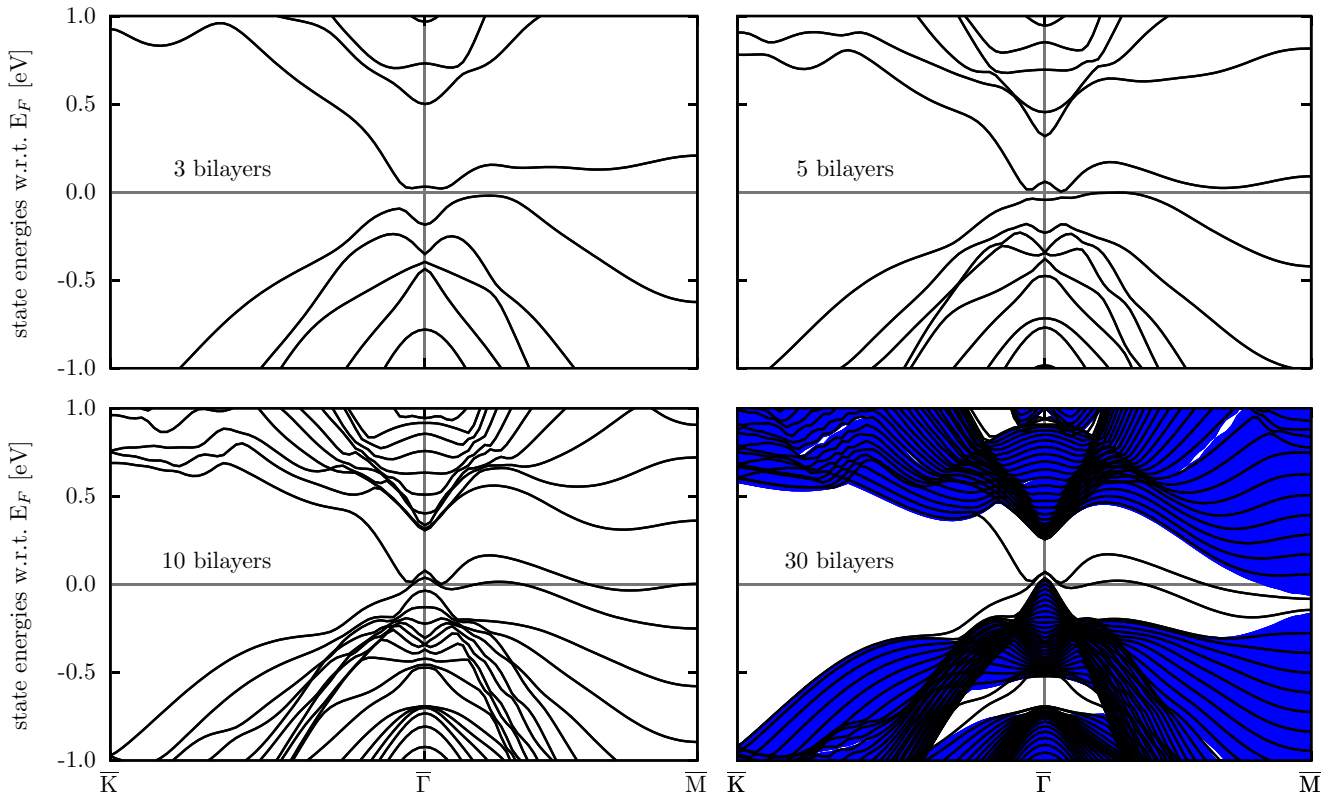 state energies w.r.t. E_F [eV]
1.0
0.5
0.0
-0.5
-1.0
3 bilayers
5 bilayers
state energies w.r.t. E_F [eV]
1.0
0.5
0.0
-0.5
-1.0
10 bilayers
30 bilayers
K̅ Γ̅ M̅ K̅ Γ̅ M̅